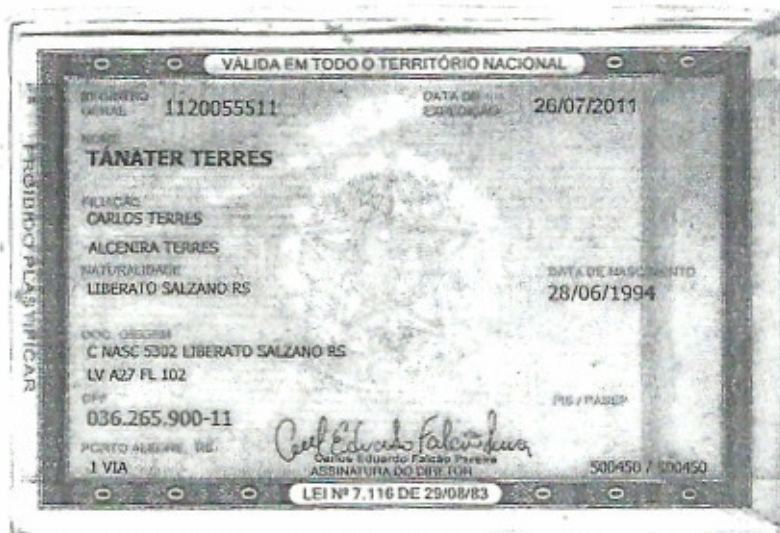 VÁLIDA EM TODO O TERRITÓRIO NACIONAL
REGISTRO GERAL 1120055511 DATA DE EXPEDIÇÃO 26/07/2011
NOME
TÁNATER TERRES
FILIAÇÃO
CARLOS TERRES
ALCENIRA TERRES
NATURALIDADE DATA DE NASCIMENTO
LIBERATO SALZANO RS 28/06/1994
DOC. ORIGEM
C NASC 5302 LIBERATO SALZANO RS
LV A27 FL 102
CPF PIS / PASEP
036.265.900-11
PORTO ALEGRE, RS
Carlos Eduardo Falcão Pereira
1 VIA ASSINATURA DO DIRETOR 500450 / 500450
LEI Nº 7.116 DE 29/08/83
PROIBIDO PLASTIFICAR